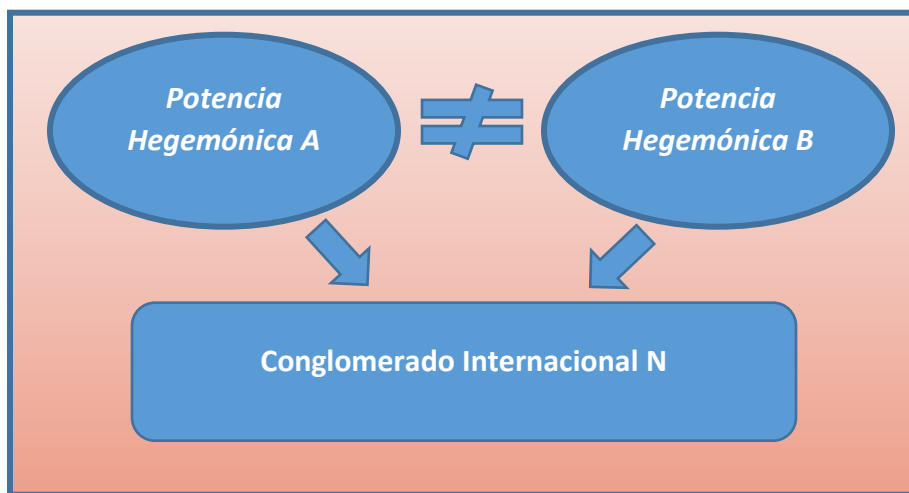 Potencia
Hegemónica A
≠
Potencia
Hegemónica B
Conglomerado Internacional N